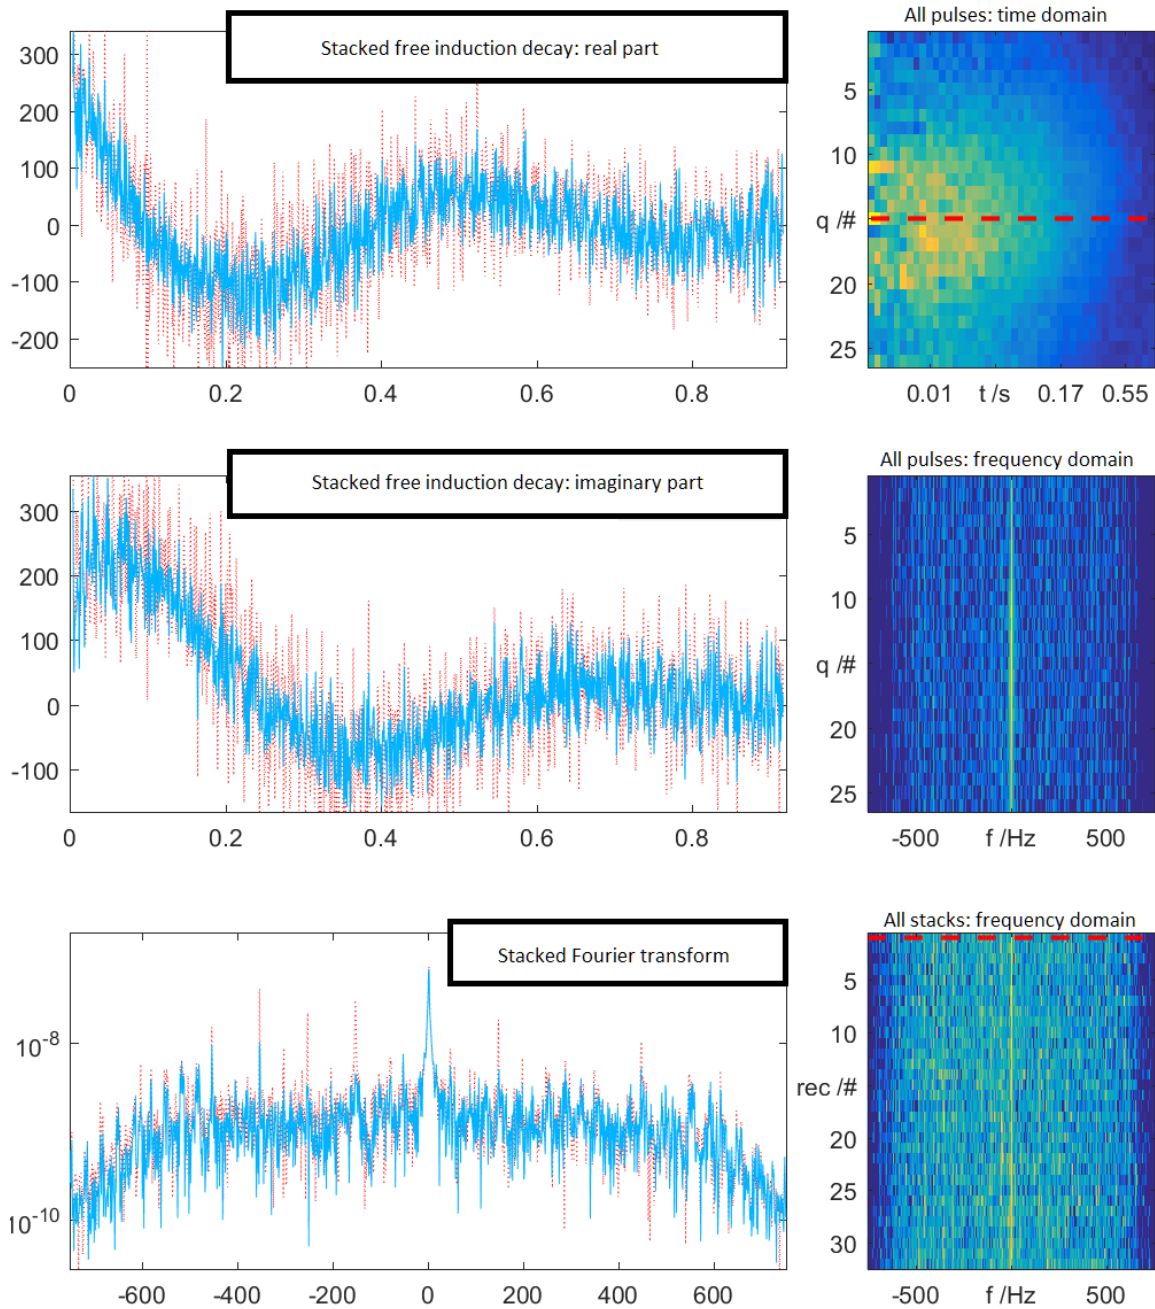 Stacked free induction decay: real part
All pulses: time domain
300
200
100
0
-100
-200
0 0.2 0.4 0.6 0.8
5
10
q /#
20
25
0.01 t /s 0.17 0.55
Stacked free induction decay: imaginary part
All pulses: frequency domain
300
200
100
0
-100
0 0.2 0.4 0.6 0.8
5
10
q /#
20
25
-500 f /Hz 500
Stacked Fourier transform
All stacks: frequency domain
10-8
10-10
-600 -400 -200 0 200 400 600
5
10
rec /#
20
25
30
-500 f /Hz 500